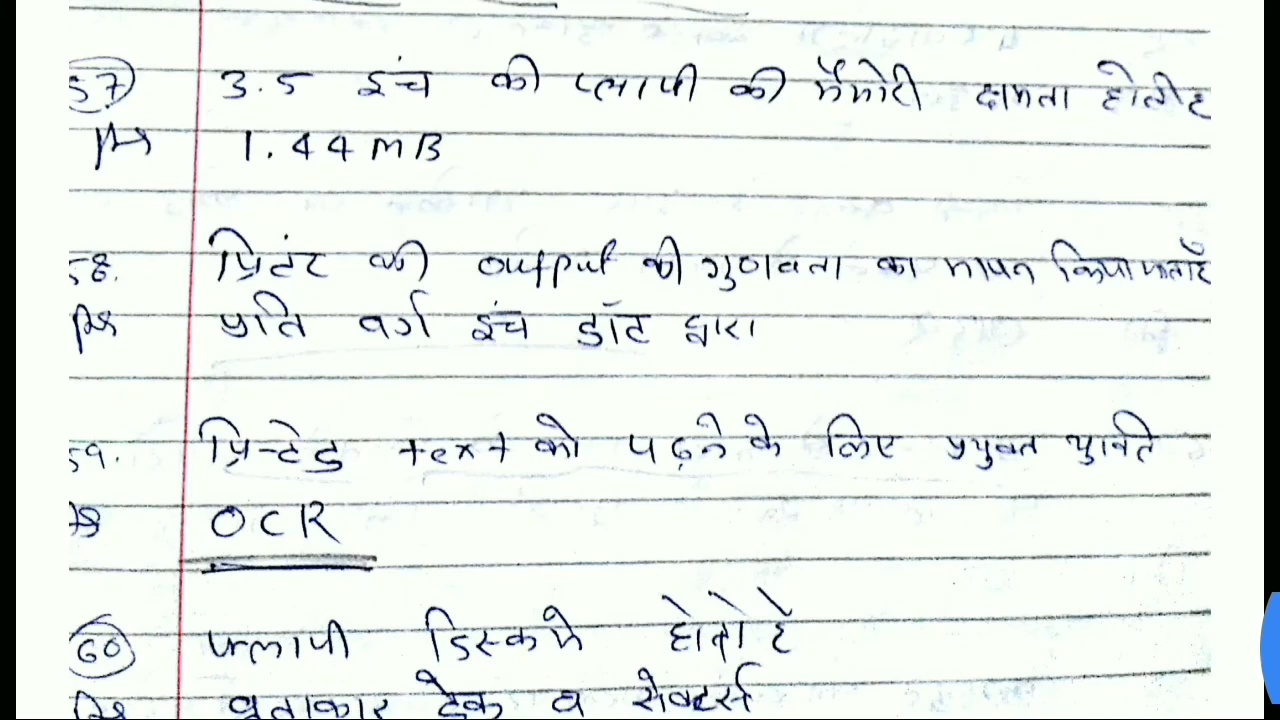 57) 3.5 इंच की प्लापी की मैमोरी क्षमता होती है
1.44 MB
58. प्रिटंर की output की गुणवता का मापन किया जाता है
प्रति वर्ग इंच डॉट द्वारा
59. प्रिन्टेड text को पढ़ने के लिए प्रयुक्त युक्ति
OCR
60 फ्लापी डिस्क मे होते है
वृताकार ट्रेक व सेक्टर्स